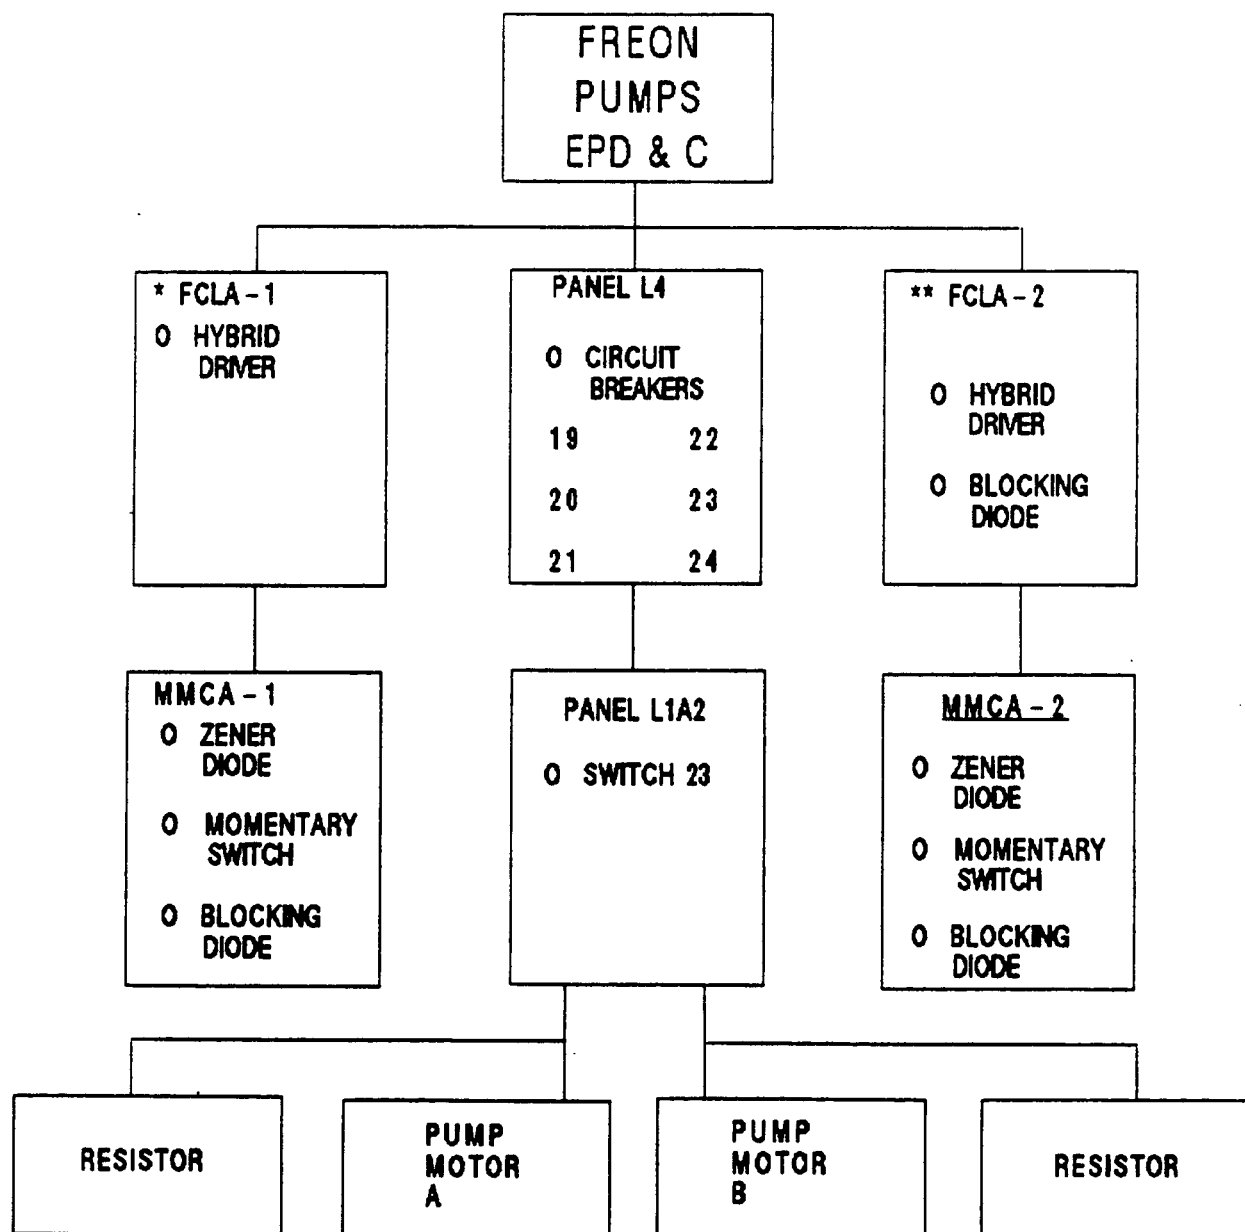 FREON
PUMPS
EPD & C
* FCLA-1
O HYBRID
DRIVER
PANEL L4
O CIRCUIT
BREAKERS
19 22
20 23
21 24
** FCLA-2
O HYBRID
DRIVER
O BLOCKING
DIODE
MMCA-1
O ZENER
DIODE
O MOMENTARY
SWITCH
O BLOCKING
DIODE
PANEL L1A2
O SWITCH 23
MMCA-2
O ZENER
DIODE
O MOMENTARY
SWITCH
O BLOCKING
DIODE
RESISTOR
PUMP
MOTOR
A
PUMP
MOTOR
B
RESISTOR